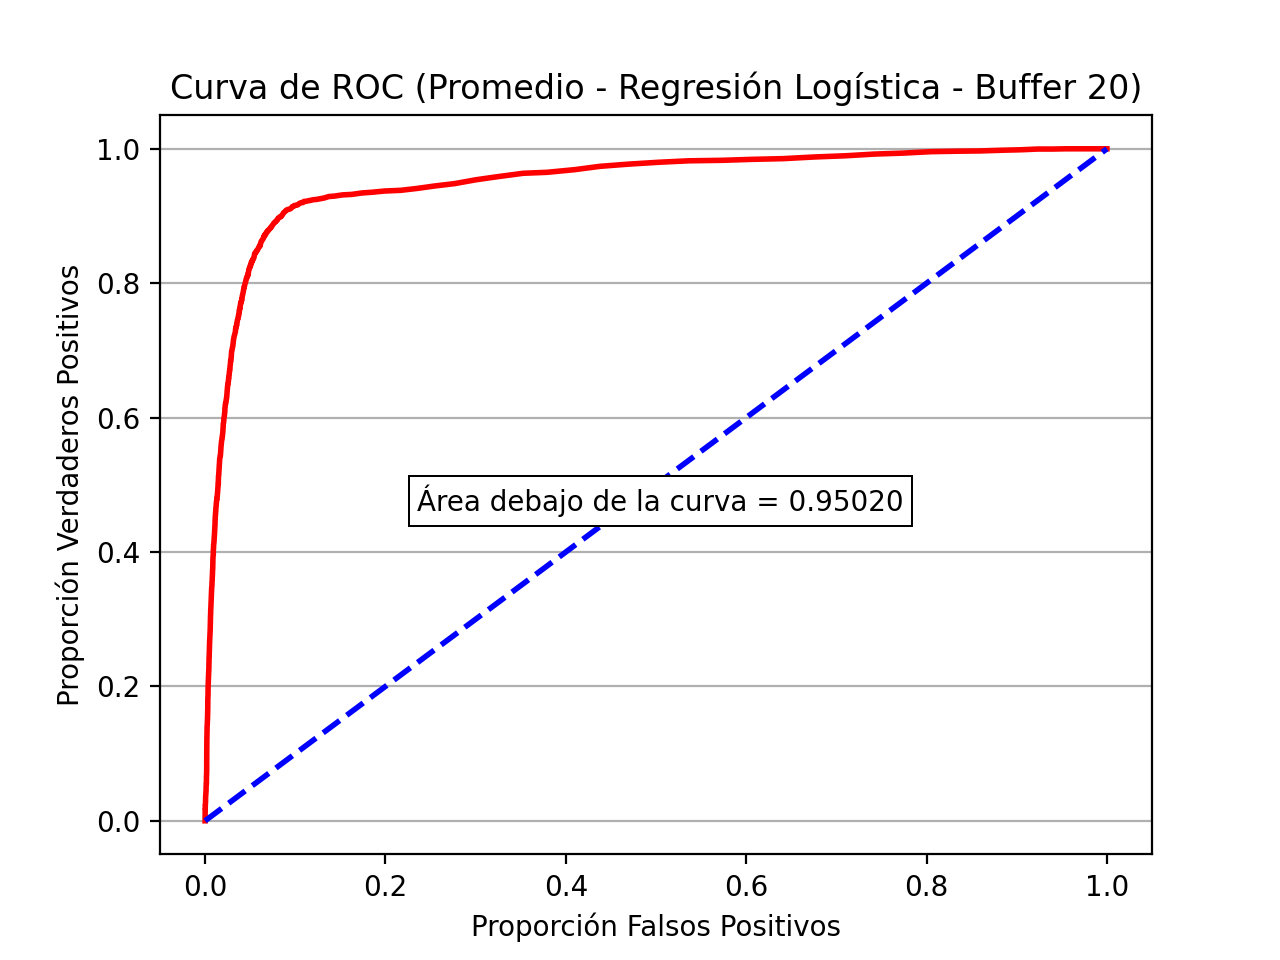 Curva de ROC (Promedio - Regresión Logística - Buffer 20)
1.0
0.8
0.6
0.4
0.2
0.0
Proporción Verdaderos Positivos
Área debajo de la curva = 0.95020
0.0 0.2 0.4 0.6 0.8 1.0
Proporción Falsos Positivos